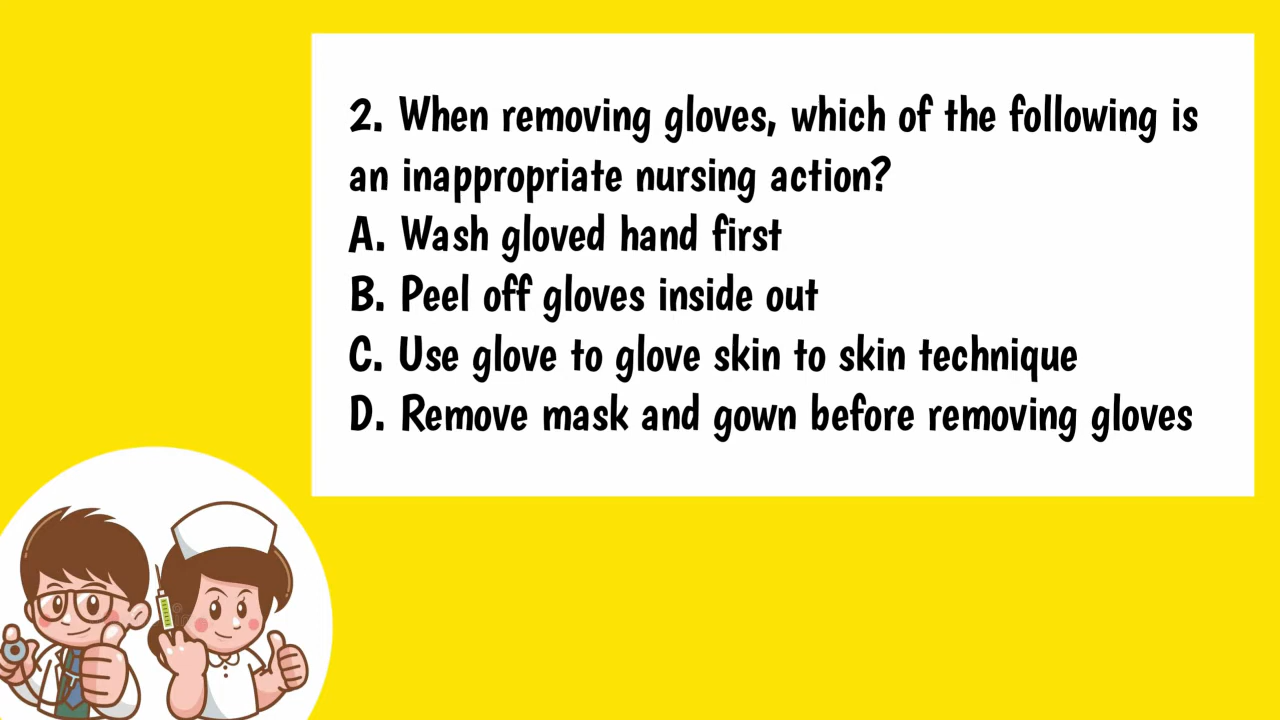 2. When removing gloves, which of the following is
an inappropriate nursing action?
A. Wash gloved hand first
B. Peel off gloves inside out
C. Use glove to glove skin to skin technique
D. Remove mask and gown before removing gloves